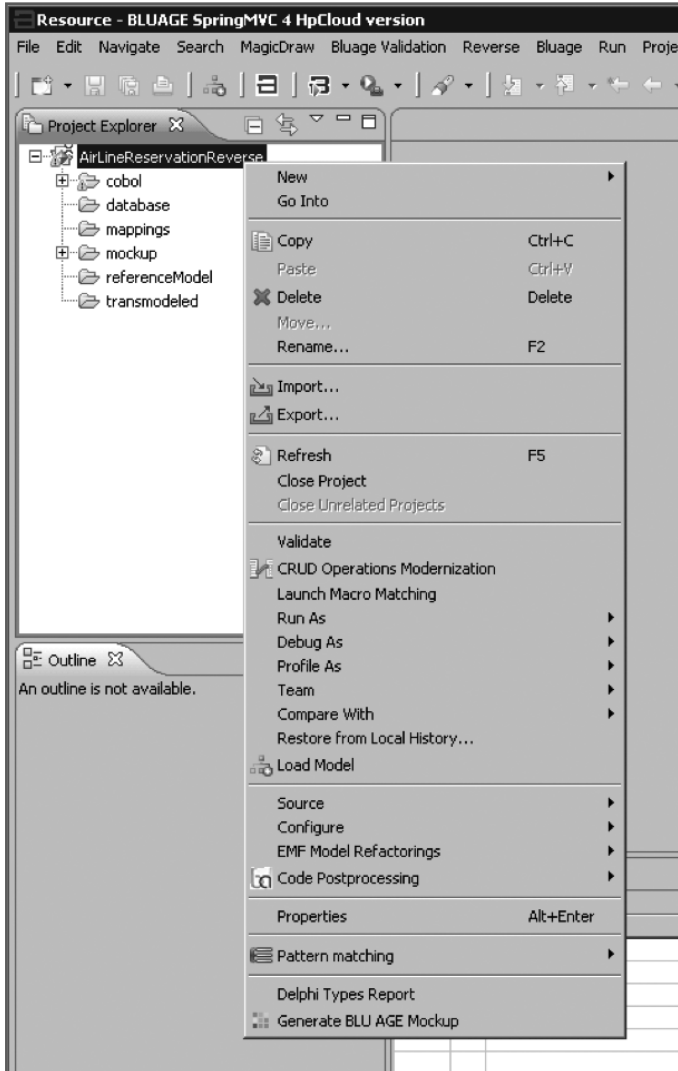 Resource - BLUAGE SpringMVC 4 HpCloud version
File Edit Navigate Search MagicDraw Bluage Validation Reverse Bluage Run Proje
Project Explorer
AirLineReservationReverse
cobol
database
mappings
mockup
referenceModel
transmodeled
New
Go Into
Copy Ctrl+C
Paste Ctrl+V
Delete Delete
Move...
Rename... F2
Import...
Export...
Refresh F5
Close Project
Close Unrelated Projects
Validate
CRUD Operations Modernization
Launch Macro Matching
Run As
Debug As
Profile As
Team
Compare With
Restore from Local History...
Load Model
Source
Configure
EMF Model Refactorings
Code Postprocessing
Properties Alt+Enter
Pattern matching
Delphi Types Report
Generate BLU AGE Mockup
Outline
An outline is not available.